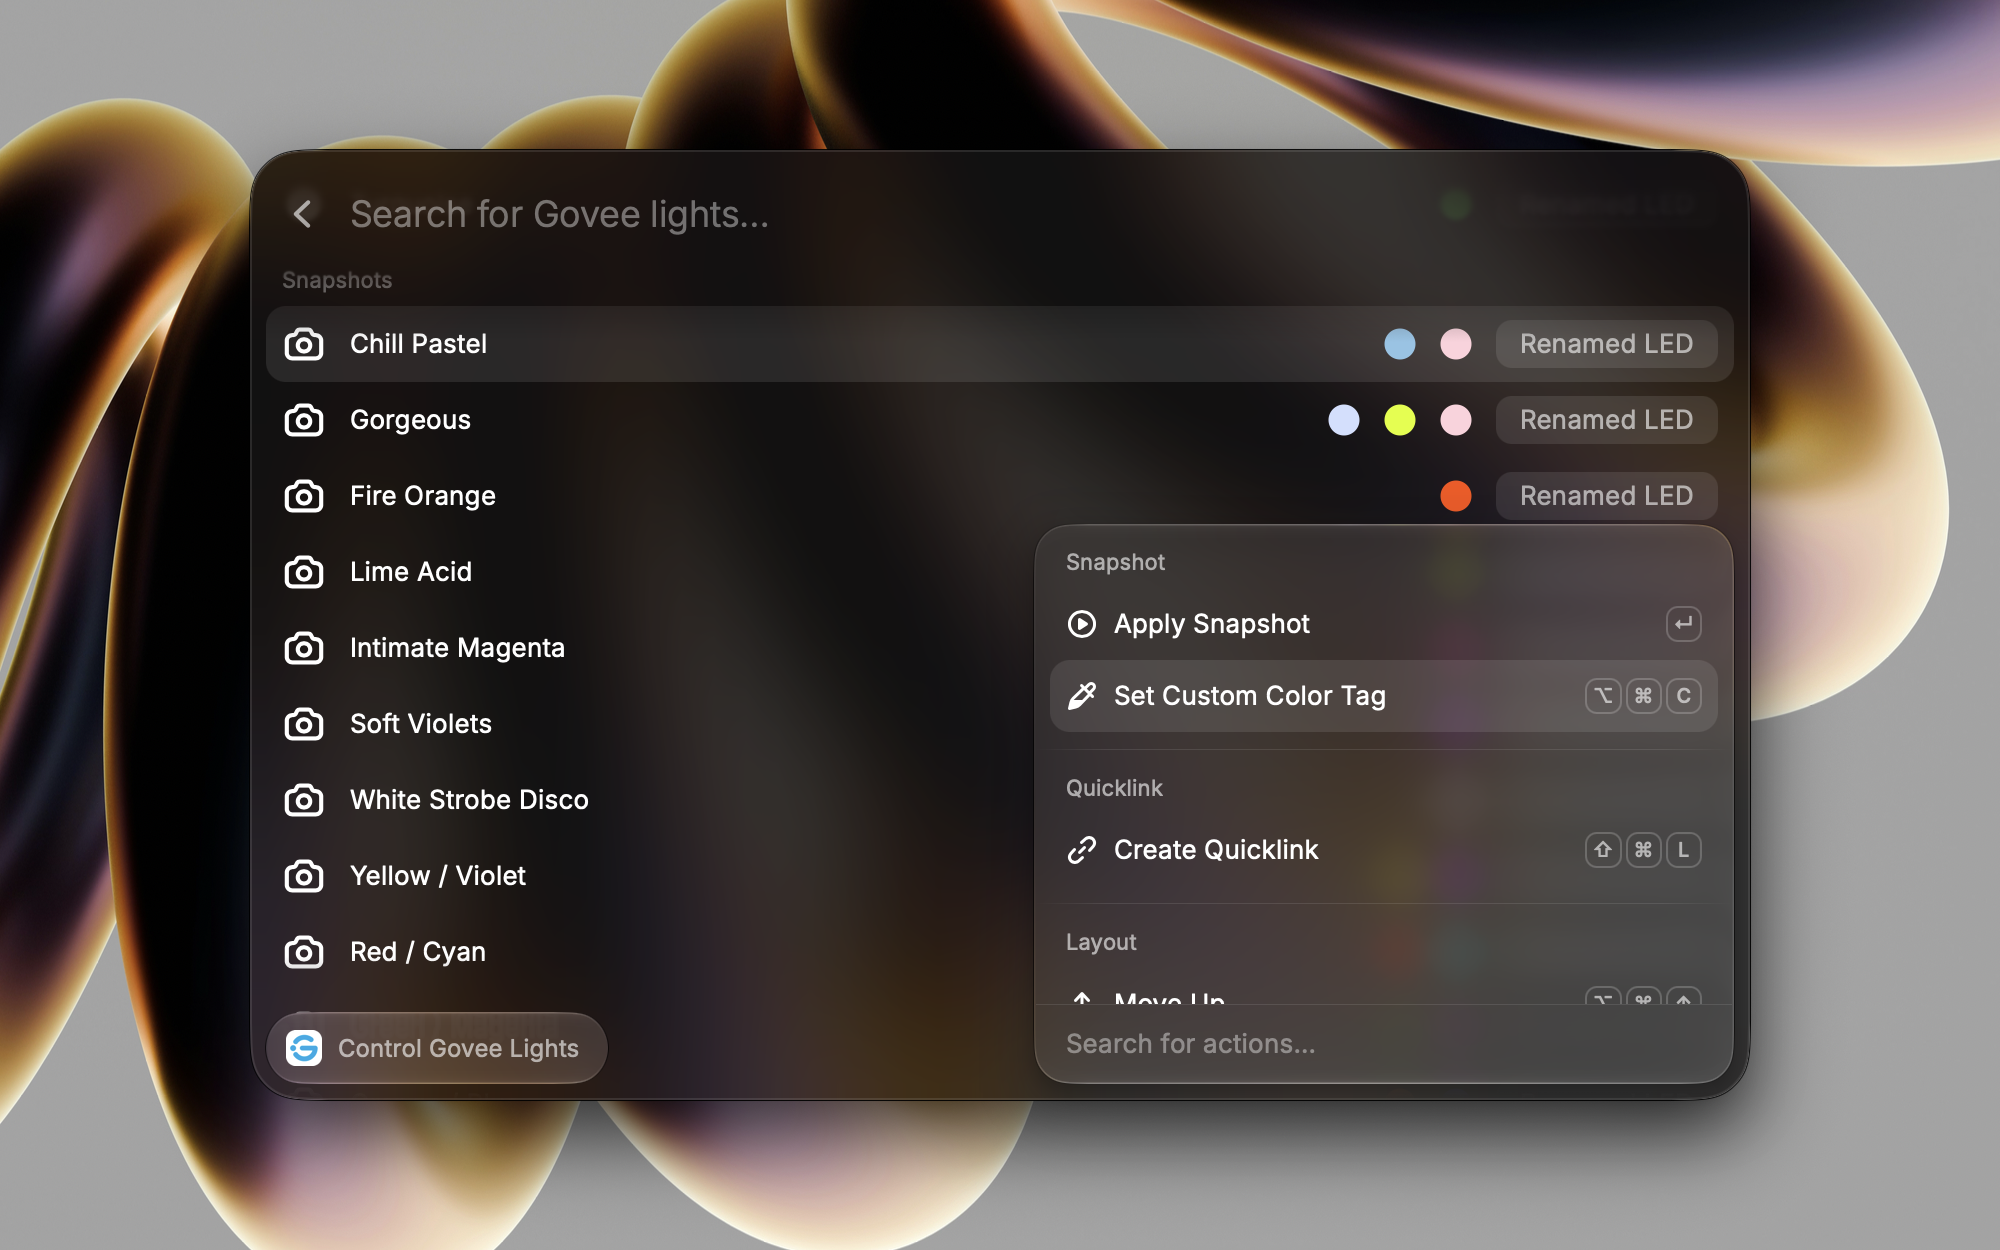 Search for Govee lights...
Snapshots
Chill Pastel Renamed LED
Gorgeous Renamed LED
Fire Orange Renamed LED
Lime Acid
Intimate Magenta
Soft Violets
White Strobe Disco
Yellow / Violet
Red / Cyan
Control Govee Lights
Snapshot
Apply Snapshot ↵
Set Custom Color Tag ⌥ ⌘ C
Quicklink
Create Quicklink ⇧ ⌘ L
Layout
Move Up ⌥ ⌘ ↑
Search for actions...